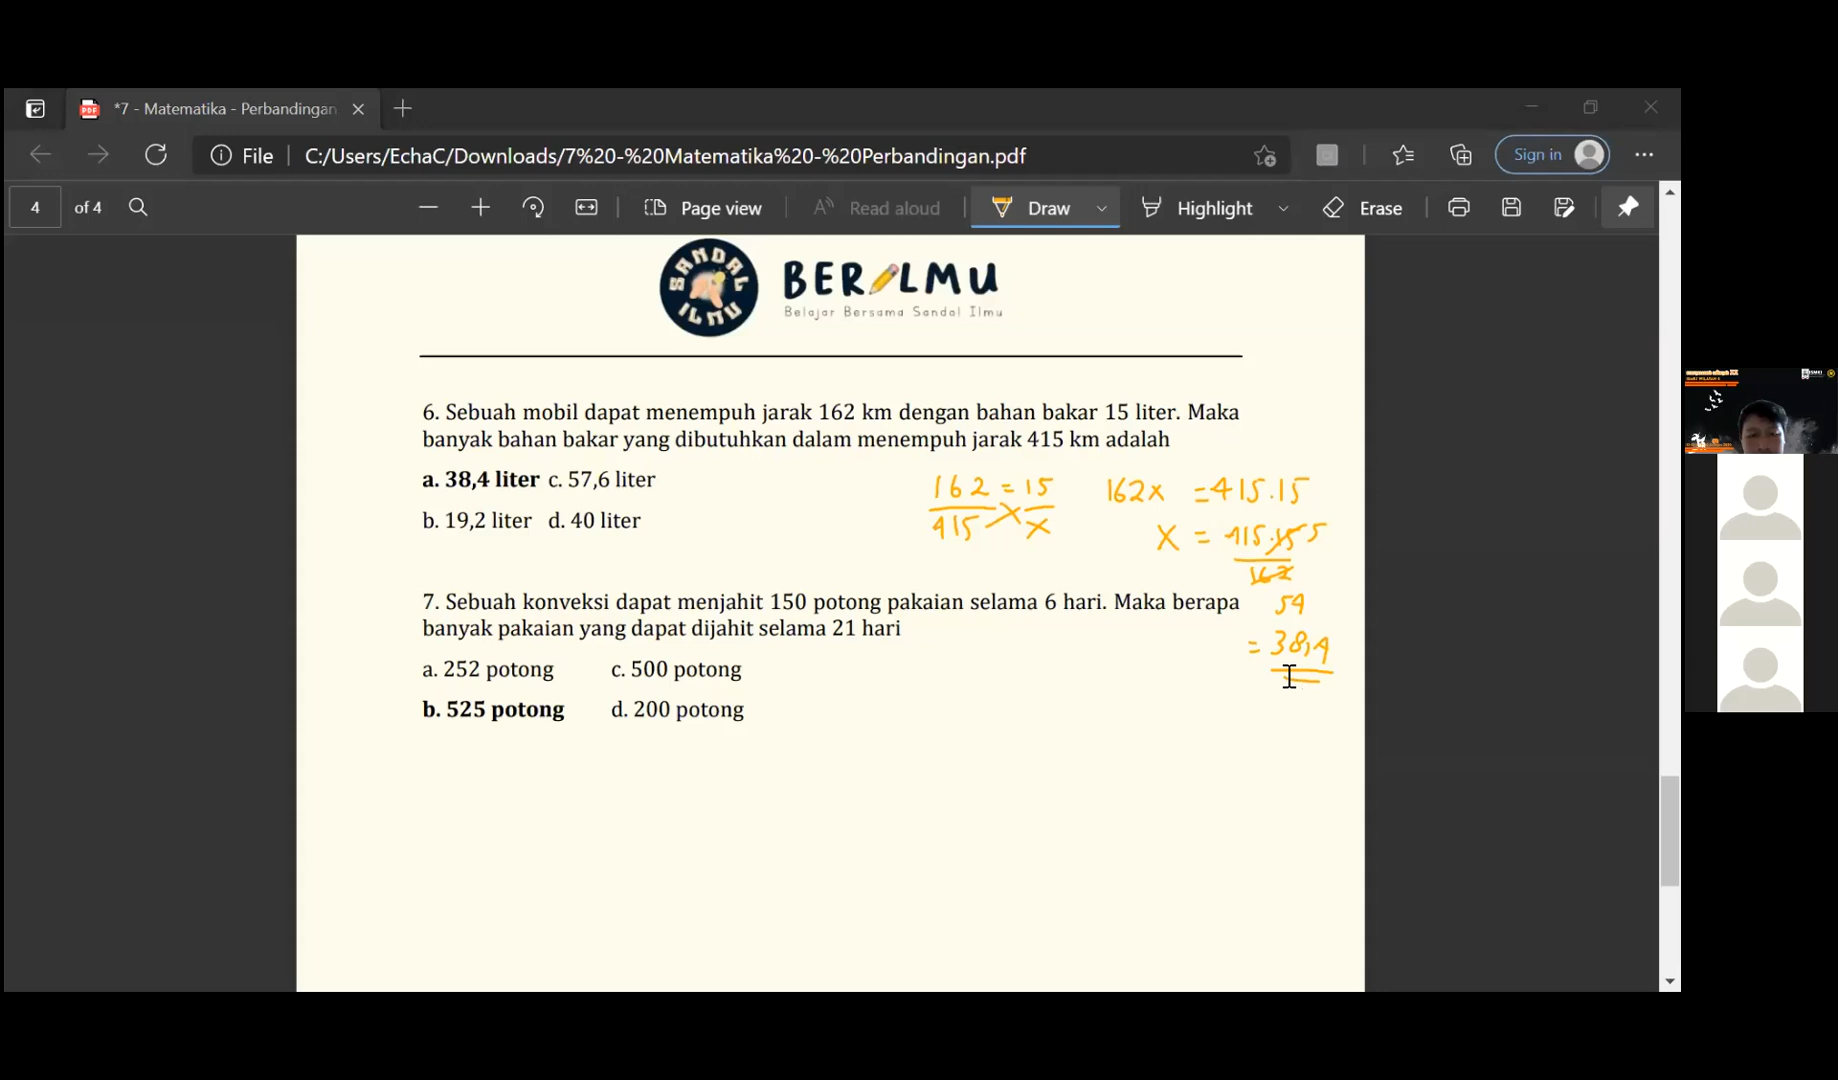 *7 - Matematika - Perbandingan
File
C:/Users/EchaC/Downloads/7%20-%20Matematika%20-%20Perbandingan.pdf
Sign in
4 of 4
Page view
Read aloud
Draw
Highlight
Erase
SANDAL ILMU
BERILMU
Belajar Bersama Sandal Ilmu
6. Sebuah mobil dapat menempuh jarak 162 km dengan bahan bakar 15 liter. Maka
banyak bahan bakar yang dibutuhkan dalam menempuh jarak 415 km adalah
a. 38,4 liter c. 57,6 liter
b. 19,2 liter d. 40 liter
162 = 15
415 x
162x = 415.15
x = 415.15 5
162
54
= 38,4
7. Sebuah konveksi dapat menjahit 150 potong pakaian selama 6 hari. Maka berapa
banyak pakaian yang dapat dijahit selama 21 hari
a. 252 potong c. 500 potong
b. 525 potong d. 200 potong